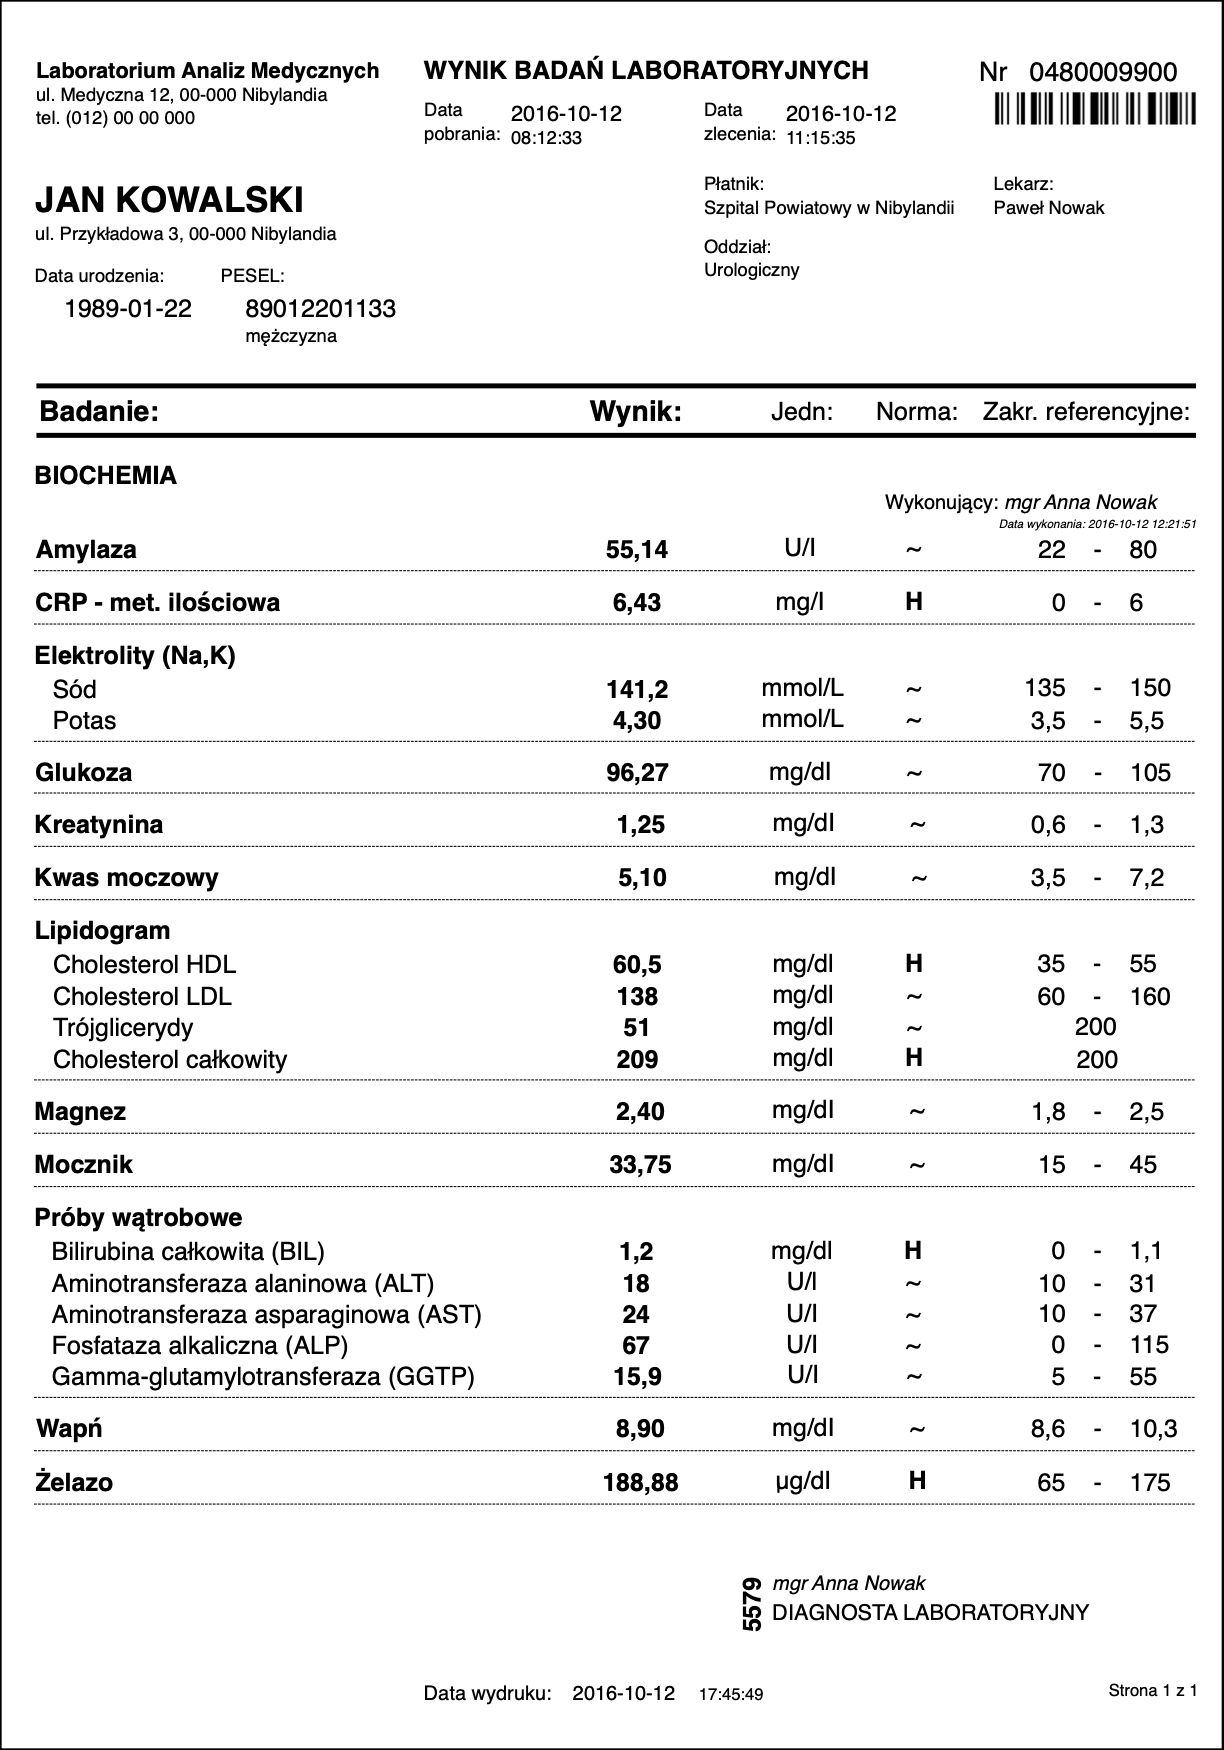 Laboratorium Analiz Medycznych
ul. Medyczna 12, 00-000 Nibylandia
tel. (012) 00 00 000
WYNIK BADAŃ LABORATORYJNYCH
Data pobrania: 2016-10-12 08:12:33
Data zlecenia: 2016-10-12 11:15:35
Nr 0480009900
JAN KOWALSKI
ul. Przykładowa 3, 00-000 Nibylandia
Data urodzenia: PESEL:
1989-01-22 89012201133
mężczyzna
Płatnik:
Szpital Powiatowy w Nibylandii
Oddział:
Urologiczny
Lekarz:
Paweł Nowak
Badanie: Wynik: Jedn: Norma: Zakr. referencyjne:
BIOCHEMIA
Wykonujący: mgr Anna Nowak
Data wykonania: 2016-10-12 12:21:51
Amylaza 55,14 U/l ~ 22 - 80
CRP - met. ilościowa 6,43 mg/l H 0 - 6
Elektrolity (Na,K)
Sód 141,2 mmol/L ~ 135 - 150
Potas 4,30 mmol/L ~ 3,5 - 5,5
Glukoza 96,27 mg/dl ~ 70 - 105
Kreatynina 1,25 mg/dl ~ 0,6 - 1,3
Kwas moczowy 5,10 mg/dl ~ 3,5 - 7,2
Lipidogram
Cholesterol HDL 60,5 mg/dl H 35 - 55
Cholesterol LDL 138 mg/dl ~ 60 - 160
Trójglicerydy 51 mg/dl ~ 200
Cholesterol całkowity 209 mg/dl H 200
Magnez 2,40 mg/dl ~ 1,8 - 2,5
Mocznik 33,75 mg/dl ~ 15 - 45
Próby wątrobowe
Bilirubina całkowita (BIL) 1,2 mg/dl H 0 - 1,1
Aminotransferaza alaninowa (ALT) 18 U/l ~ 10 - 31
Aminotransferaza asparaginowa (AST) 24 U/l ~ 10 - 37
Fosfataza alkaliczna (ALP) 67 U/l ~ 0 - 115
Gamma-glutamylotransferaza (GGTP) 15,9 U/l ~ 5 - 55
Wapń 8,90 mg/dl ~ 8,6 - 10,3
Żelazo 188,88 µg/dl H 65 - 175
5579
mgr Anna Nowak
DIAGNOSTA LABORATORYJNY
Data wydruku: 2016-10-12 17:45:49
Strona 1 z 1